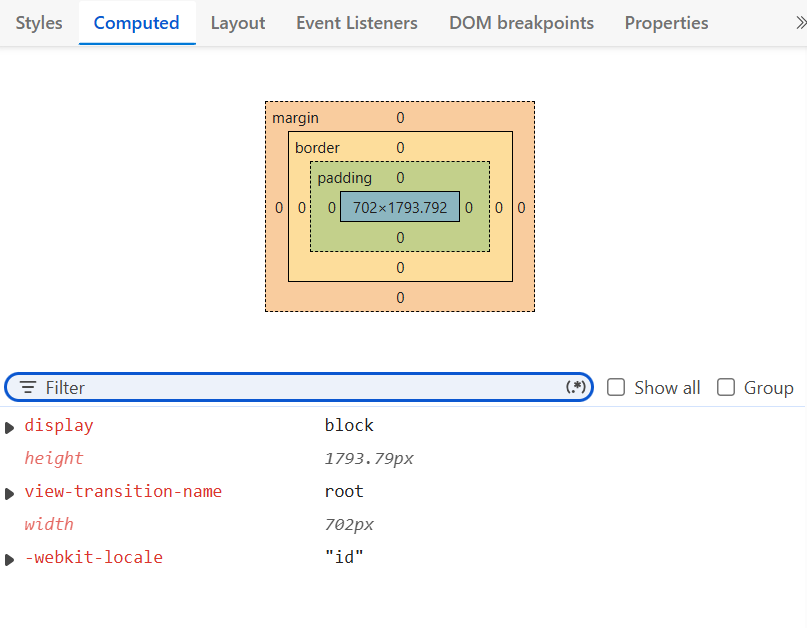 Styles Computed Layout Event Listeners DOM breakpoints Properties »
margin 0
border 0
padding 0
0 0 0 702×1793.792 0 0 0
0
0
0
Filter (.*) Show all Group
display block
height 1793.79px
view-transition-name root
width 702px
-webkit-locale "id"